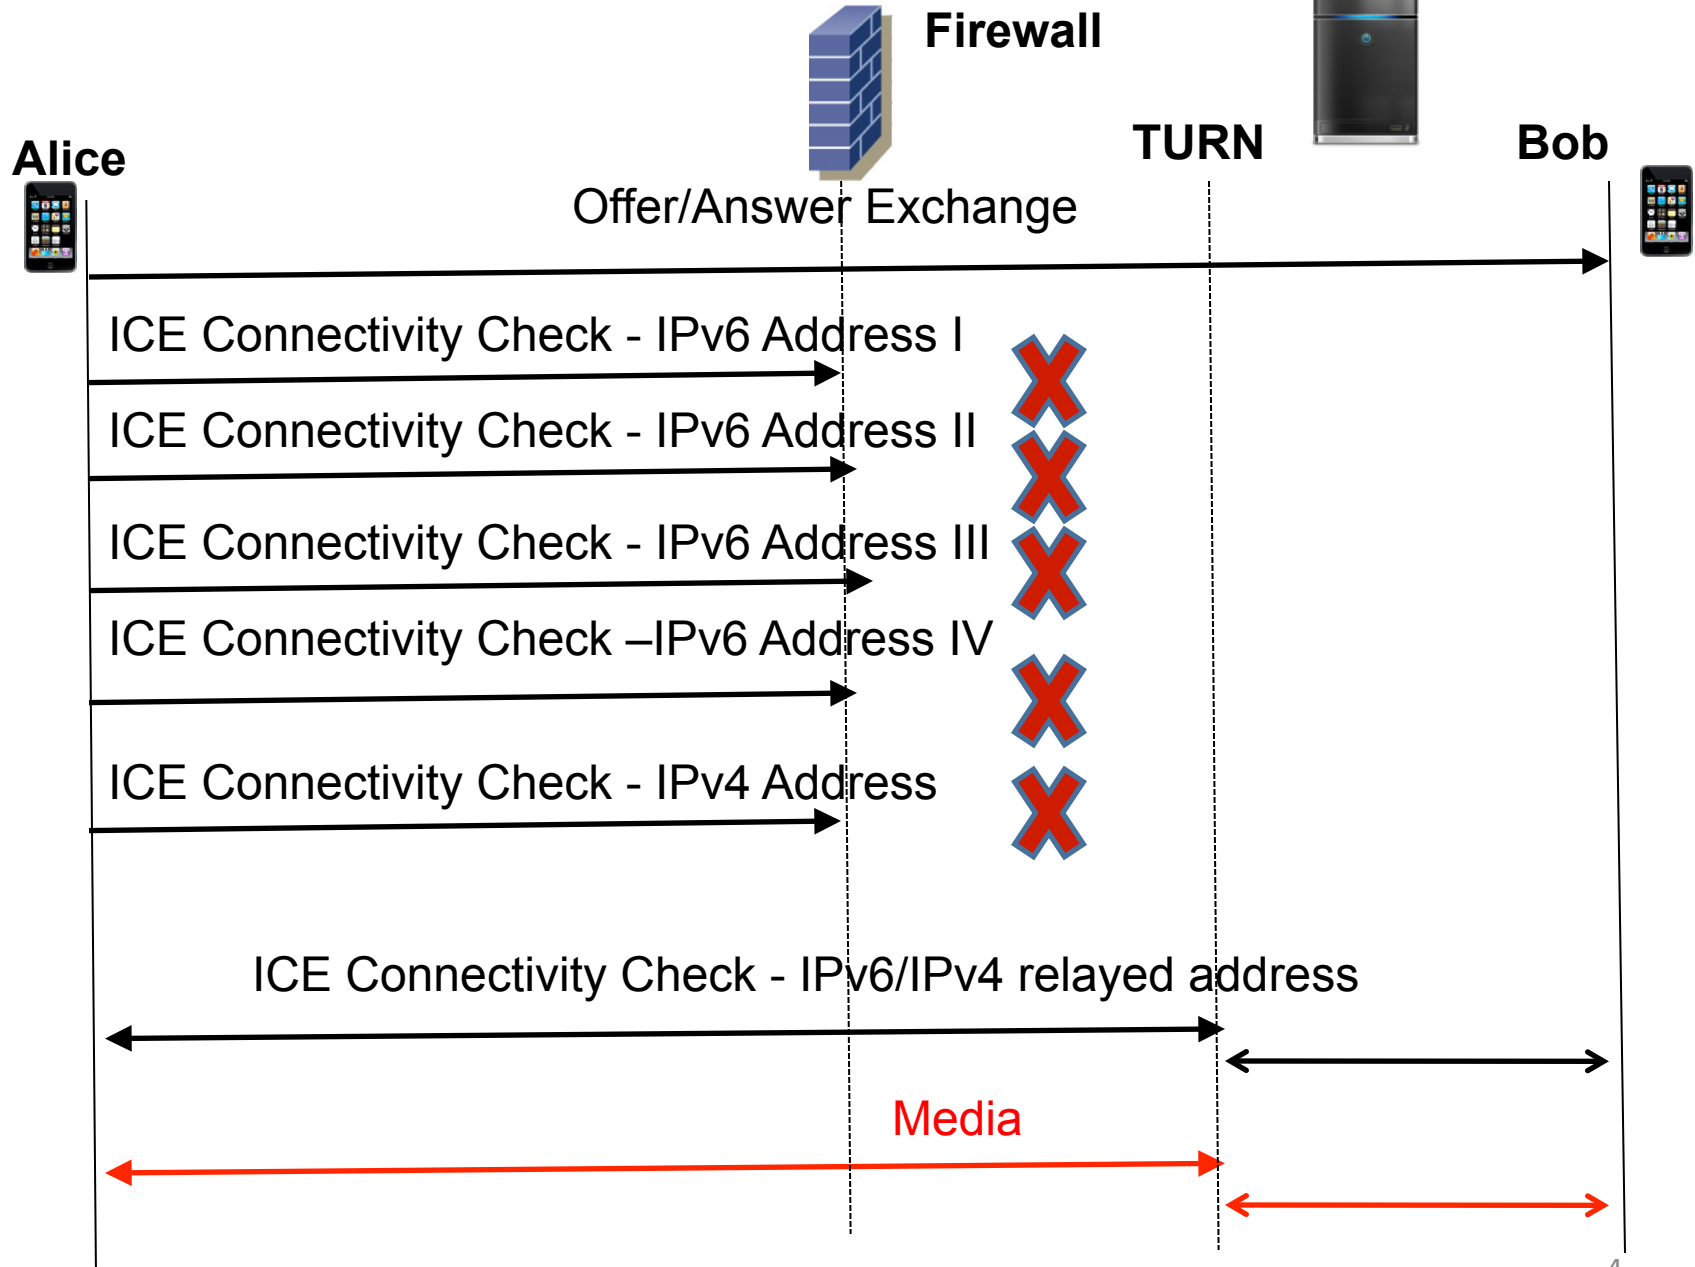 Firewall
TURN
Bob
Alice
Offer/Answer Exchange
ICE Connectivity Check - IPv6 Address I
ICE Connectivity Check - IPv6 Address II
ICE Connectivity Check - IPv6 Address III
ICE Connectivity Check –IPv6 Address IV
ICE Connectivity Check - IPv4 Address
ICE Connectivity Check - IPv6/IPv4 relayed address
Media